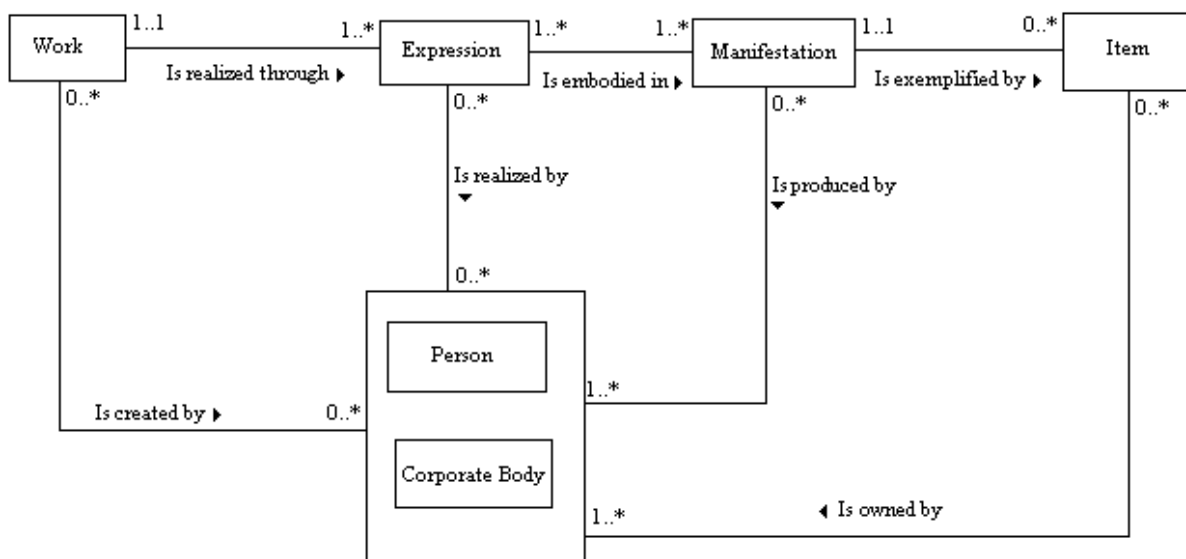 Work
1..1
1..*
Expression
1..*
1..*
Manifestation
1..1
0..*
Item
Is realized through
Is embodied in
Is exemplified by
0..*
0..*
0..*
0..*
Is realized by
Is produced by
0..*
Person
1..*
Is created by
0..*
Corporate Body
1..*
Is owned by